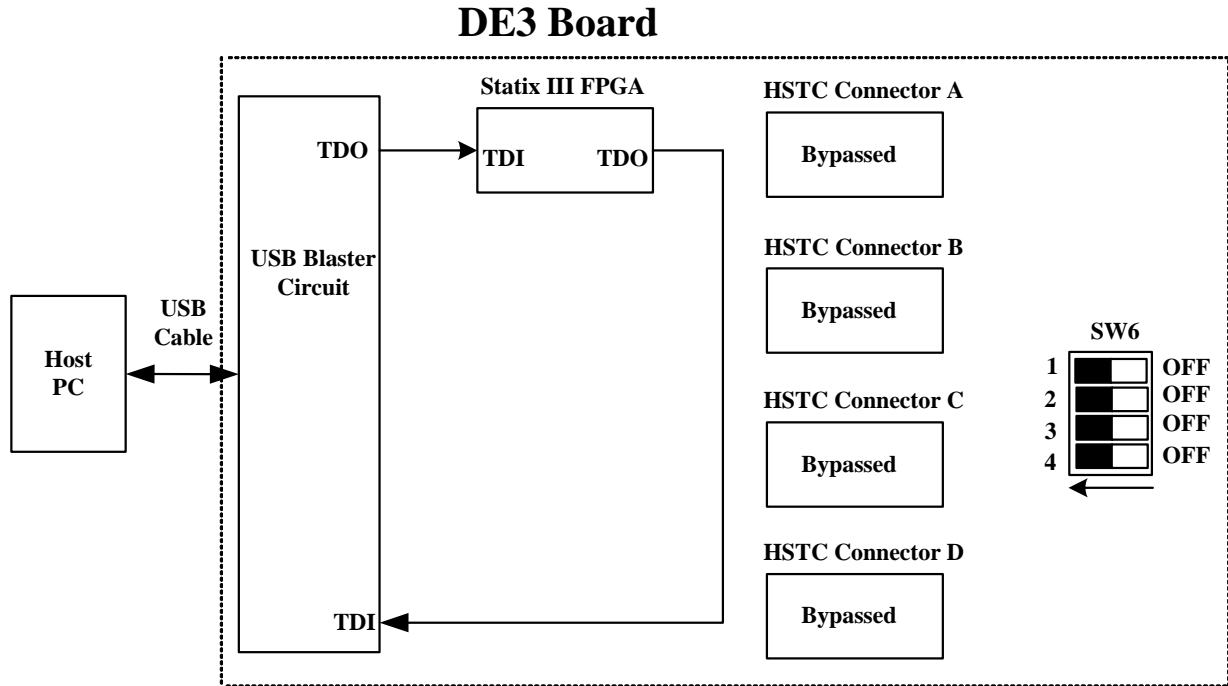 DE3 Board
Statix III FPGA
HSTC Connector A
TDO
TDI
TDO
Bypassed
USB Blaster
Circuit
HSTC Connector B
Bypassed
USB
Cable
Host
PC
SW6
1
OFF
2
OFF
3
OFF
4
OFF
HSTC Connector C
Bypassed
HSTC Connector D
TDI
Bypassed